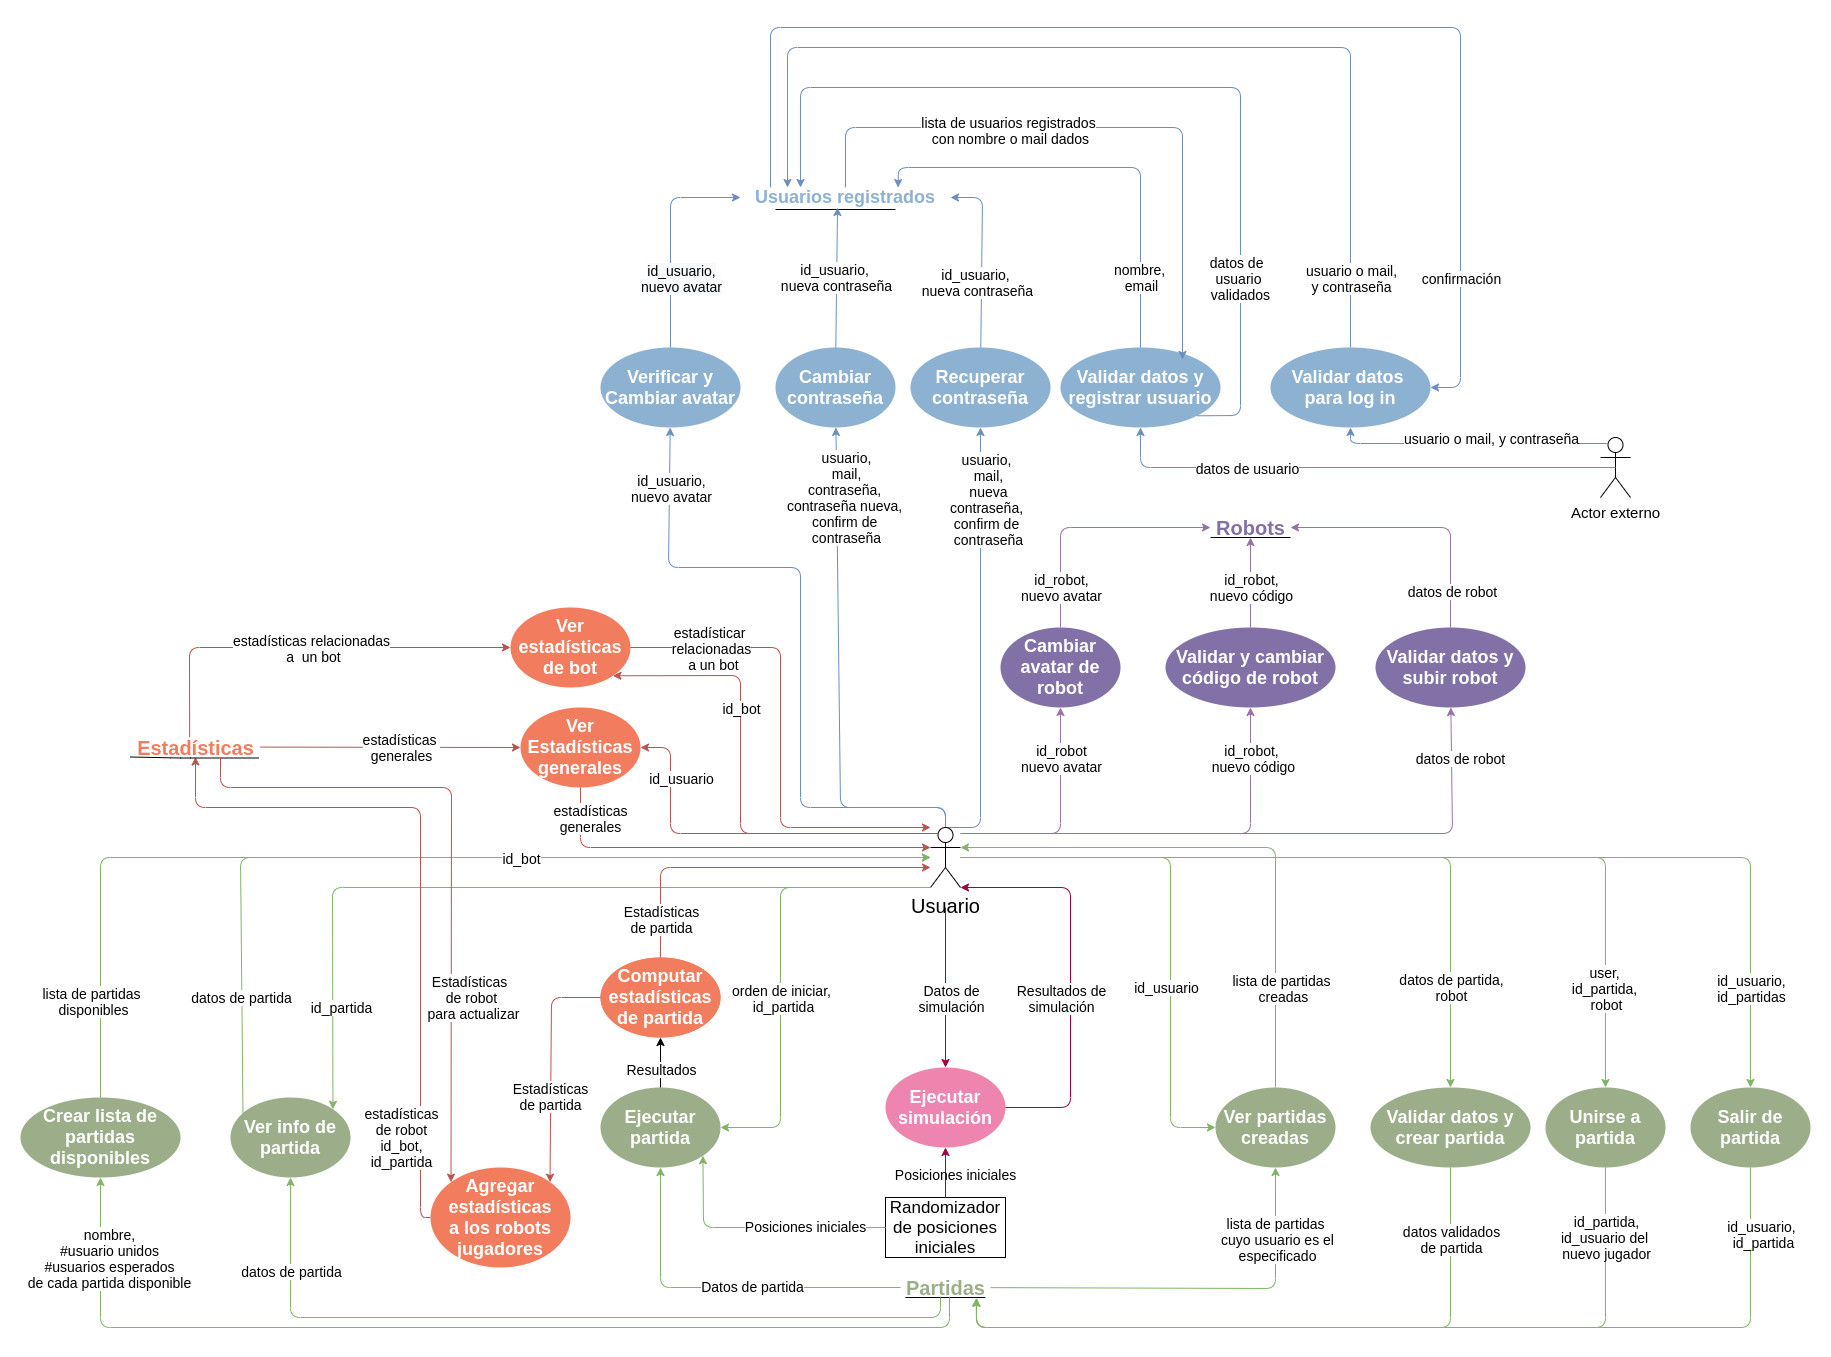 lista de usuarios registrados
con nombre o mail dados
Usuarios registrados
id_usuario,
nuevo avatar
id_usuario,
nueva contraseña
id_usuario,
nueva contraseña
nombre,
email
datos de
usuario
validados
usuario o mail,
y contraseña
confirmación
Verificar y
Cambiar avatar
Cambiar
contraseña
Recuperar
contraseña
Validar datos y
registrar usuario
Validar datos
para log in
usuario o mail, y contraseña
datos de usuario
Actor externo
id_usuario,
nuevo avatar
usuario,
mail,
contraseña,
contraseña nueva,
confirm de
contraseña
usuario,
mail,
nueva
contraseña,
confirm de
contraseña
Robots
id_robot,
nuevo avatar
id_robot,
nuevo código
datos de robot
Cambiar
avatar de
robot
Validar y cambiar
código de robot
Validar datos y
subir robot
id_robot
nuevo avatar
id_robot,
nuevo código
datos de robot
estadísticas relacionadas
a un bot
Ver
estadísticas
de bot
estadísticar
relacionadas
a un bot
id_bot
Estadísticas
estadísticas
generales
Ver
Estadísticas
generales
id_usuario
estadísticas
generales
id_bot
Usuario
Estadísticas
de partida
lista de partidas
disponibles
datos de partida
id_partida
Estadísticas
de robot
para actualizar
Computar
estadísticas
de partida
orden de iniciar,
id_partida
Datos de
simulación
Resultados de
simulación
id_usuario
lista de partidas
creadas
datos de partida,
robot
user,
id_partida,
robot
id_usuario,
id_partidas
Resultados
Estadísticas
de partida
estadísticas
de robot
id_bot,
id_partida
Crear lista de
partidas
disponibles
Ver info de
partida
Ejecutar
partida
Ejecutar
simulación
Ver partidas
creadas
Validar datos y
crear partida
Unirse a
partida
Salir de
partida
Agregar
estadísticas
a los robots
jugadores
Posiciones iniciales
Randomizador
de posiciones
iniciales
Posiciones iniciales
nombre,
#usuario unidos
#usuarios esperados
de cada partida disponible
datos de partida
Datos de partida
Partidas
lista de partidas
cuyo usuario es el
especificado
datos validados
de partida
id_partida,
id_usuario del
nuevo jugador
id_usuario,
id_partida